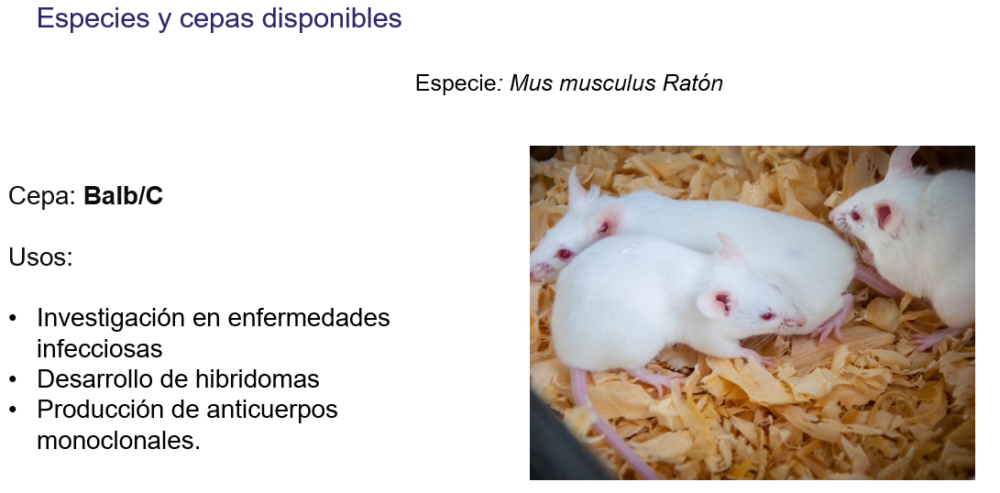 Especies y cepas disponibles
Especie: Mus musculus Ratón
Cepa: Balb/C
Usos:
• Investigación en enfermedades
infecciosas
• Desarrollo de hibridomas
• Producción de anticuerpos
monoclonales.